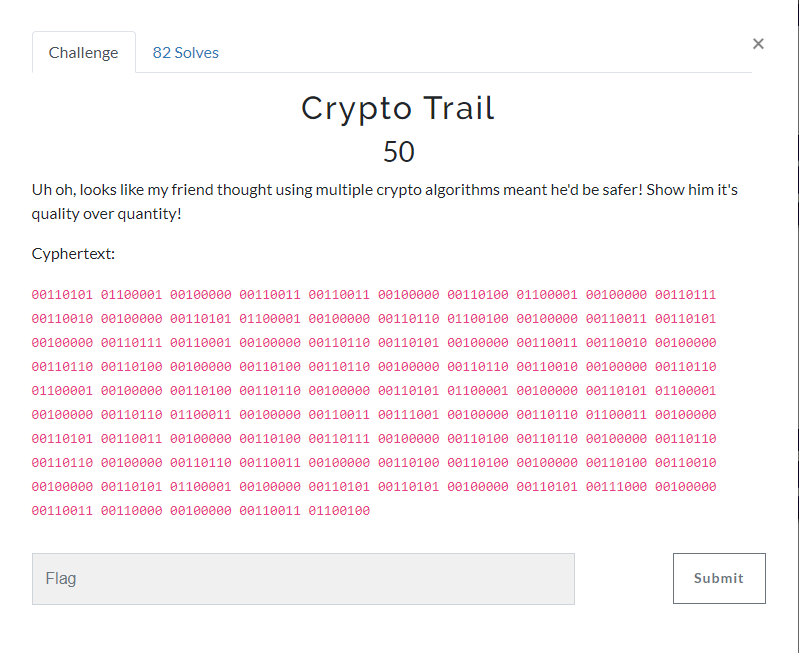 Challenge
82 Solves
×
Crypto Trail
50
Uh oh, looks like my friend thought using multiple crypto algorithms meant he'd be safer! Show him it's
quality over quantity!
Cyphertext:
00110101 01100001 00100000 00110011 00110011 00100000 00110100 01100001 00100000 00110111
00110010 00100000 00110101 01100001 00100000 00110110 01100100 00100000 00110011 00110101
00100000 00110111 00110001 00100000 00110110 00110101 00100000 00110011 00110010 00100000
00110110 00110100 00100000 00110100 00110110 00100000 00110110 00110010 00100000 00110110
01100001 00100000 00110100 00110110 00100000 00110101 01100001 00100000 00110101 01100001
00100000 00110110 01100011 00100000 00110011 00111001 00100000 00110110 01100011 00100000
00110101 00110011 00100000 00110100 00110111 00100000 00110100 00110110 00100000 00110110
00110110 00100000 00110110 00110011 00100000 00110100 00110100 00100000 00110100 00110010
00100000 00110101 01100001 00100000 00110101 00110101 00100000 00110101 00111000 00100000
00110011 00110000 00100000 00110011 01100100
Flag
Submit